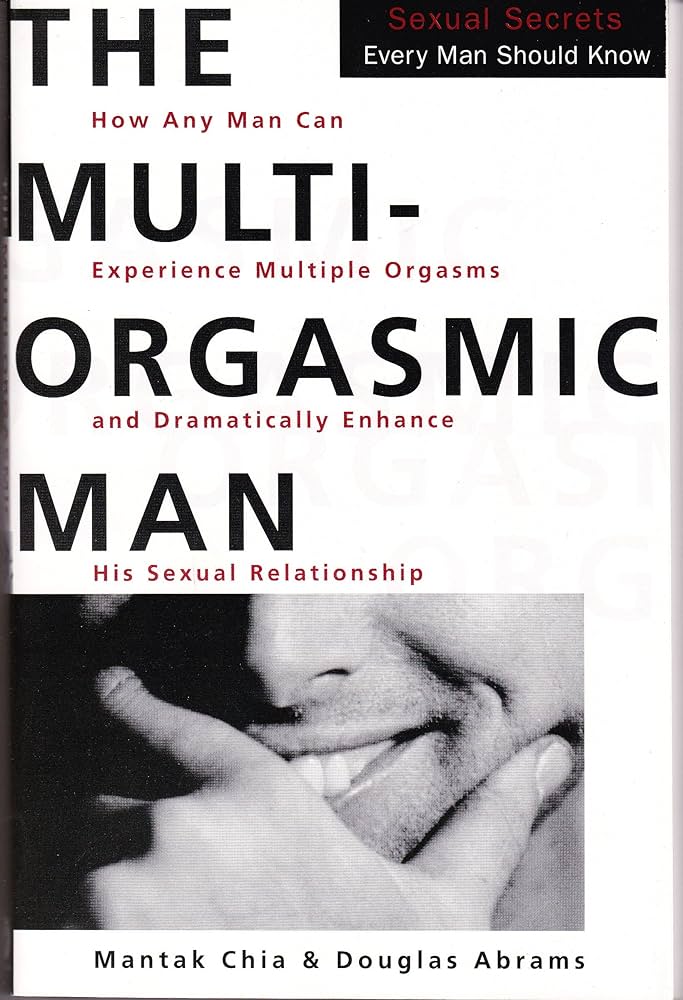 Sexual Secrets
Every Man Should Know
THE
How Any Man Can
MULTI-
Experience Multiple Orgasms
ORGASMIC
and Dramatically Enhance
MAN
His Sexual Relationship
Mantak Chia & Douglas Abrams